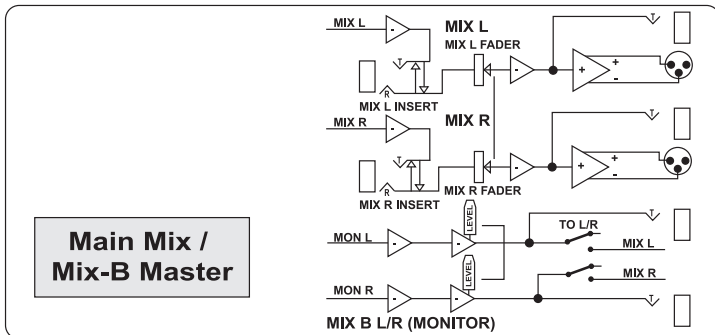 MIX L
MIX L
MIX L FADER
T
+
-
-
+
-
T
R
MIX L INSERT
MIX R
MIX R
T
+
-
-
+
-
T
R
MIX R FADER
MIX R INSERT
Main Mix /
Mix-B Master
LEVEL
T
TO L/R
MON L
-
-
MIX L
LEVEL
MIX R
MON R
-
-
T
MIX B L/R (MONITOR)